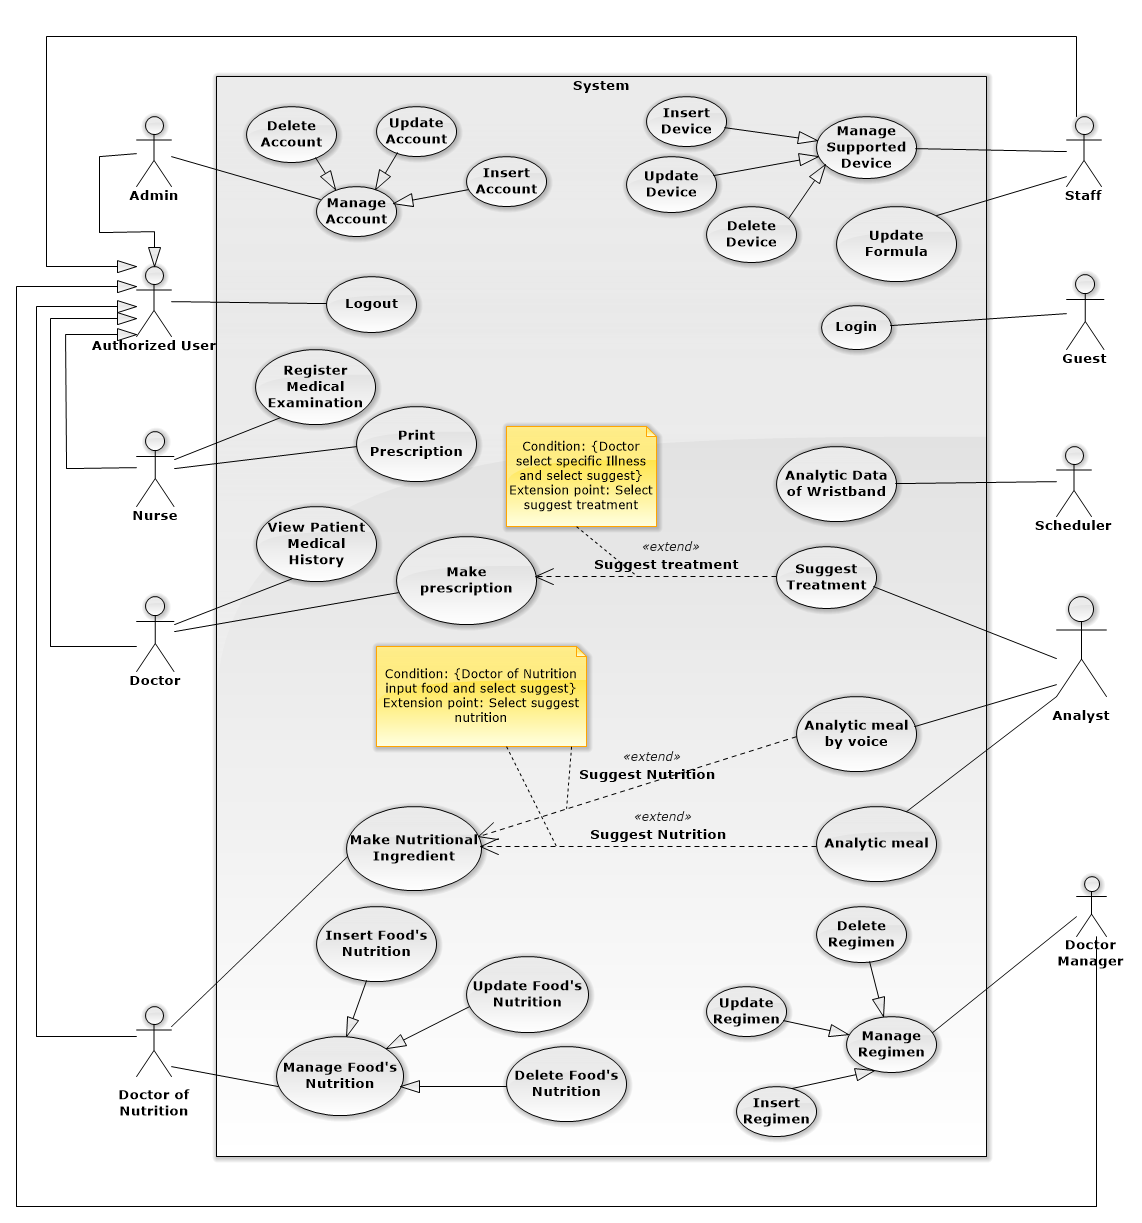 System
Delete
Account
Update
Account
Insert
Account
Manage
Account
Insert
Device
Update
Device
Delete
Device
Manage
Supported
Device
Update
Formula
Admin
Staff
Authorized User
Logout
Login
Guest
Register
Medical
Examination
Print
Prescription
Nurse
Condition: {Doctor
select specific Illness
and select suggest}
Extension point: Select
suggest treatment
Analytic Data
of Wristband
Scheduler
View Patient
Medical
History
Make
prescription
«extend»
Suggest treatment
Suggest
Treatment
Doctor
Analyst
Condition: {Doctor of Nutrition
input food and select suggest}
Extension point: Select suggest
nutrition
Analytic meal
by voice
«extend»
Suggest Nutrition
«extend»
Suggest Nutrition
Make Nutritional
Ingredient
Analytic meal
Insert Food's
Nutrition
Update Food's
Nutrition
Manage Food's
Nutrition
Delete Food's
Nutrition
Delete
Regimen
Update
Regimen
Manage
Regimen
Insert
Regimen
Doctor
Manager
Doctor of
Nutrition